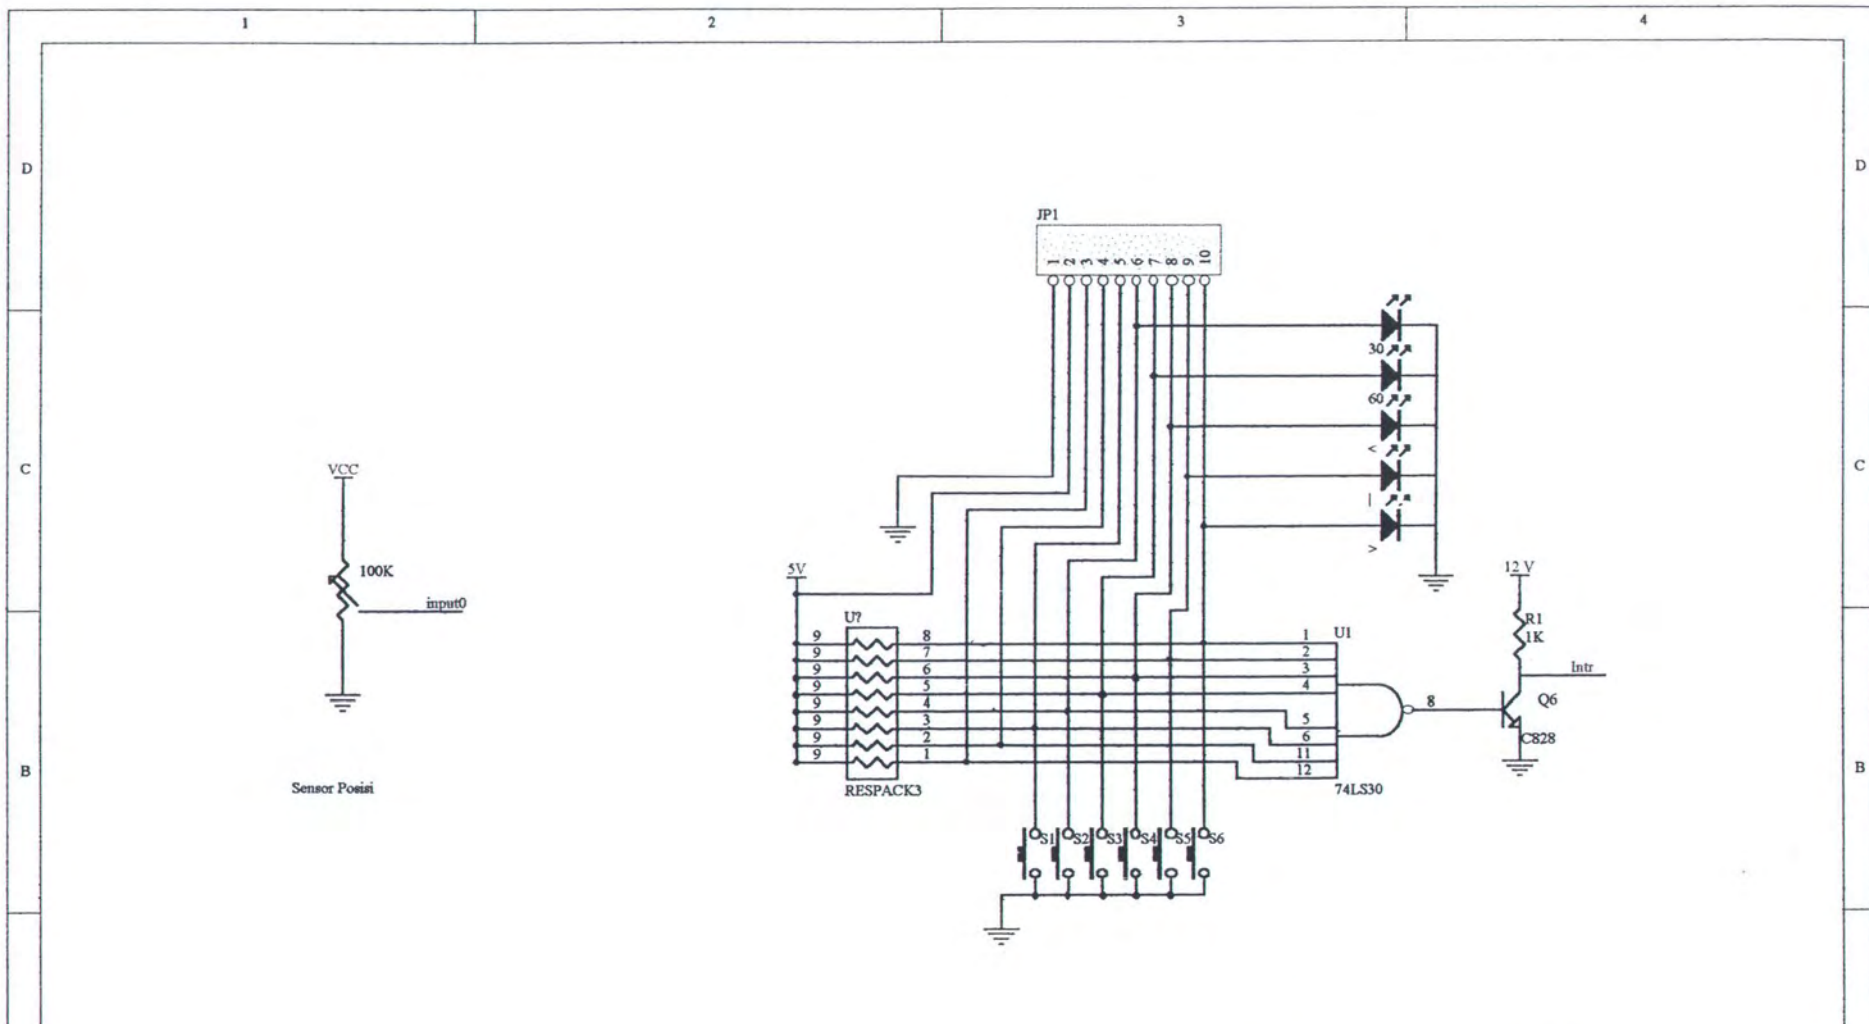 1 2 3 4
D D
JP1
1 2 3 4 5 6 7 8 9 10
30
60
C < C
VCC |
>
100K 5V 12 V
input0
U? R1
9 8 1 U1 1K
9 7 2
9 6 3 Intr
9 5 4
9 4 8 Q6
9 3 5
9 2 6 C828
9 1 11
12
B B
Sensor Posisi RESPACK3 74LS30
S1 S2 S3 S4 S5 S6